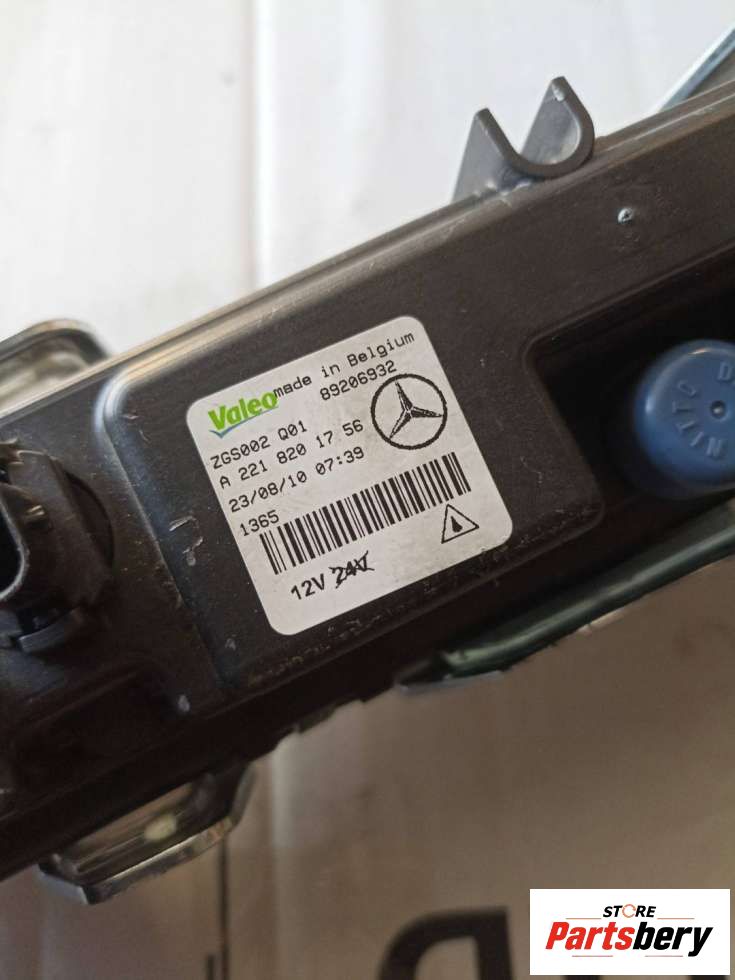 Valeo made in Belgium
89206932
ZGS002 Q01
A 221 820 17 56
23/08/10 07:39
1365
12V 24V
NITTO
STORE
Partsbery